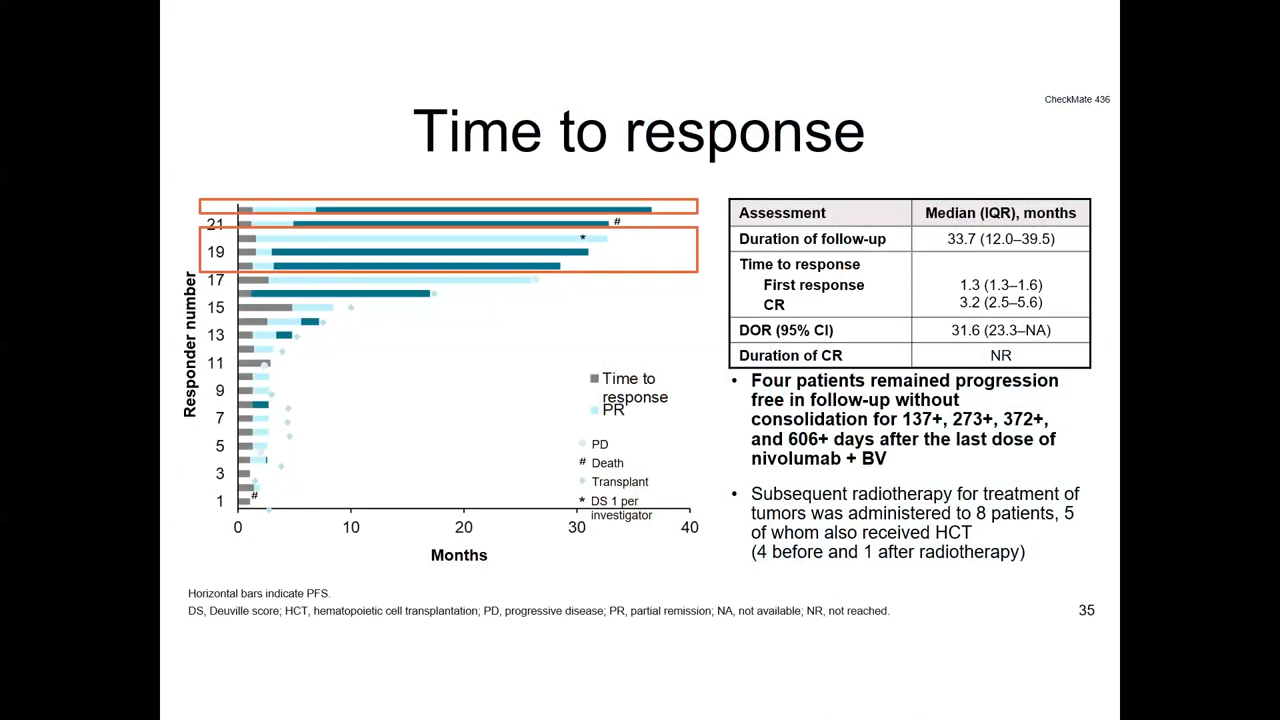 CheckMate 436
Time to response
21
19
17
15
13
11
9
7
5
3
1
Responder number
#
*
#
0
10
20
30
40
Months
Time to
response
PR
PD
# Death
Transplant
* DS 1 per
investigator
Assessment Median (IQR), months
Duration of follow-up 33.7 (12.0–39.5)
Time to response
First response 1.3 (1.3–1.6)
CR 3.2 (2.5–5.6)
DOR (95% CI) 31.6 (23.3–NA)
Duration of CR NR
• Four patients remained progression
free in follow-up without
consolidation for 137+, 273+, 372+,
and 606+ days after the last dose of
nivolumab + BV
• Subsequent radiotherapy for treatment of
tumors was administered to 8 patients, 5
of whom also received HCT
(4 before and 1 after radiotherapy)
Horizontal bars indicate PFS.
DS, Deuville score; HCT, hematopoietic cell transplantation; PD, progressive disease; PR, partial remission; NA, not available; NR, not reached.
35